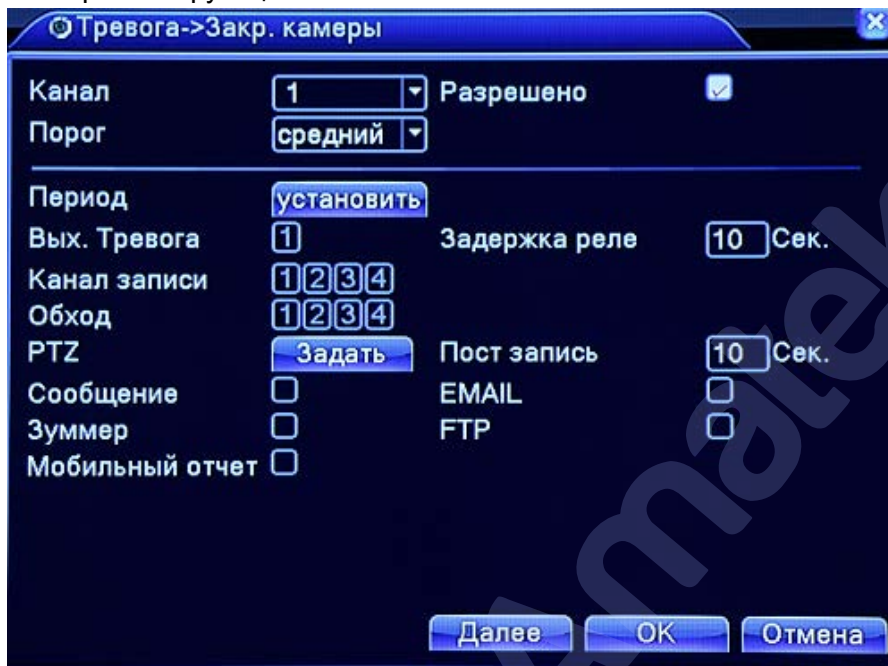 Тревога->Закр. камеры
Канал 1 Разрешено
Порог средний
Период установить
Вых. Тревога 1 Задержка реле 10 Сек.
Канал записи 1 2 3 4
Обход 1 2 3 4
PTZ Задать Пост запись 10 Сек.
Сообщение EMAIL
Зуммер FTP
Мобильный отчет
Далее OK Отмена
Amatek